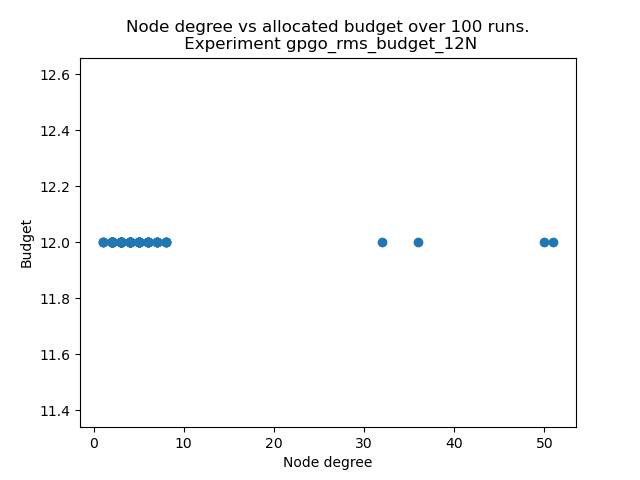 Node degree vs allocated budget over 100 runs.
Experiment gpgo_rms_budget_12N
12.6
12.4
12.2
12.0
11.8
11.6
11.4
Budget
0 10 20 30 40 50
Node degree